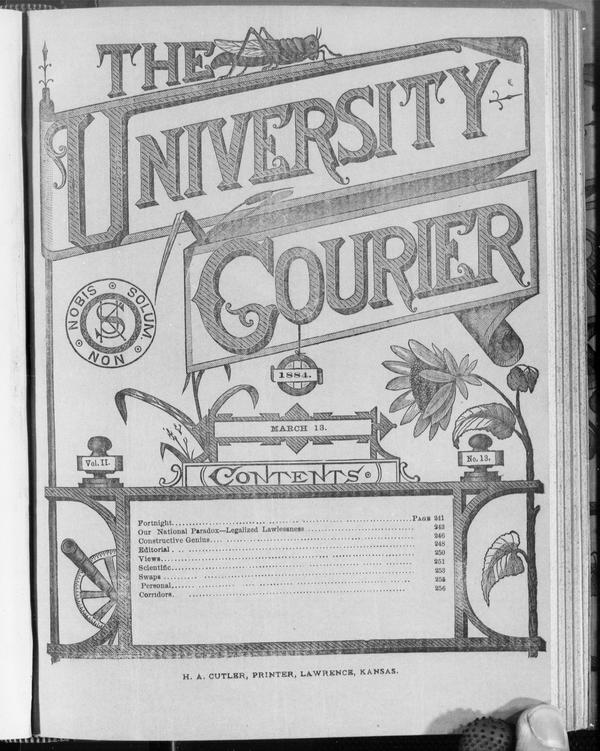 THE
UNIVERSITY
COURIER
NON NOBIS SOLUM.
1884.
MARCH 13.
Vol. II.
No. 13.
CONTENTS
Fortnight PAGE 241
Our National Paradox—Legalized Lawlessness
Constructive Genius 246
Editorial 248
Views 250
Scientific 251
Swaps 253
Personal
Corridors 256
H. A. CUTLER, PRINTER, LAWRENCE, KANSAS.